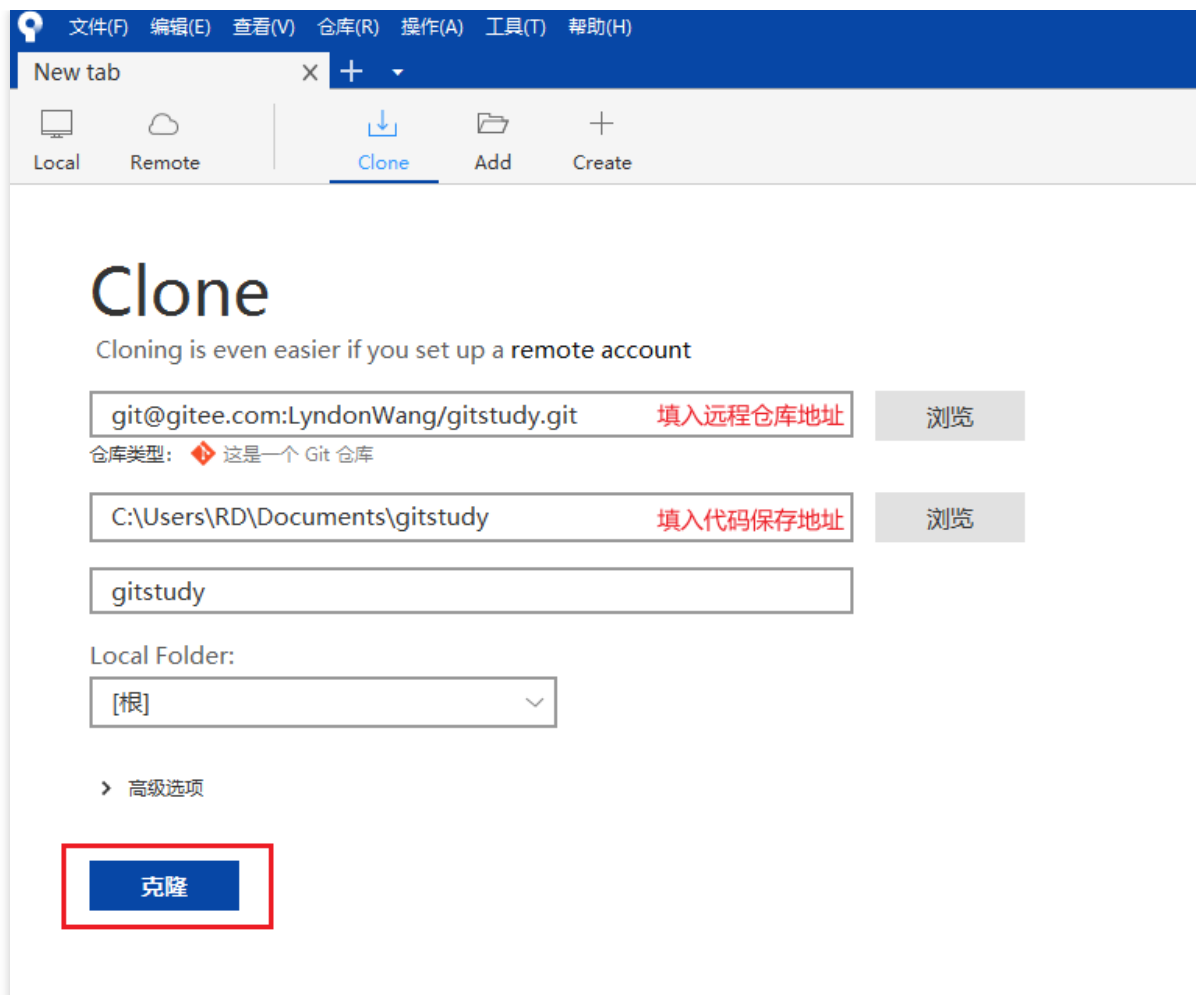 文件(F) 编辑(E) 查看(V) 仓库(R) 操作(A) 工具(T) 帮助(H)
New tab
Local Remote Clone Add Create
Clone
Cloning is even easier if you set up a remote account
git@gitee.com:LyndonWang/gitstudy.git 填入远程仓库地址 浏览
仓库类型: 这是一个 Git 仓库
C:\Users\RD\Documents\gitstudy 填入代码保存地址 浏览
gitstudy
Local Folder:
[根]
高级选项
克隆